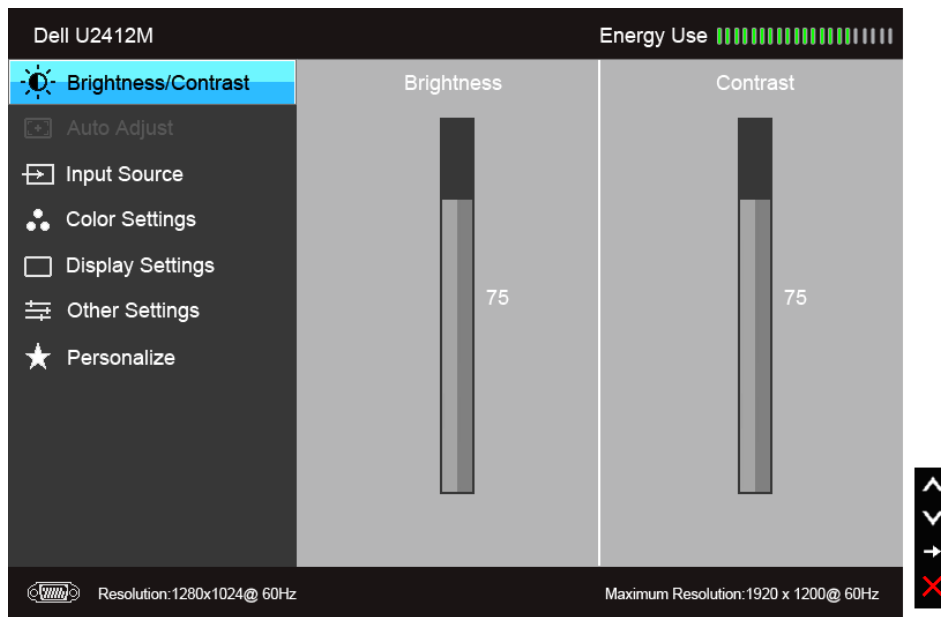 Dell U2412M
Energy Use
Brightness/Contrast
Brightness
Contrast
Auto Adjust
Input Source
Color Settings
Display Settings
75
75
Other Settings
Personalize
Resolution:1280x1024@ 60Hz
Maximum Resolution:1920 x 1200@ 60Hz